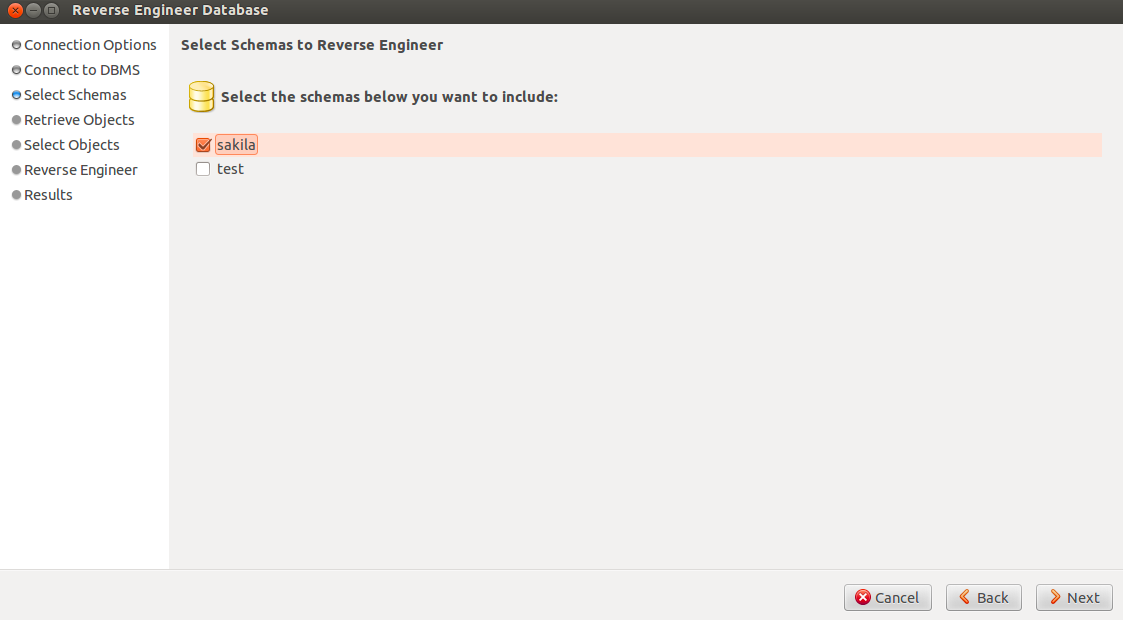 Reverse Engineer Database
Connection Options
Connect to DBMS
Select Schemas
Retrieve Objects
Select Objects
Reverse Engineer
Results
Select Schemas to Reverse Engineer
Select the schemas below you want to include:
sakila
test
Cancel
Back
Next